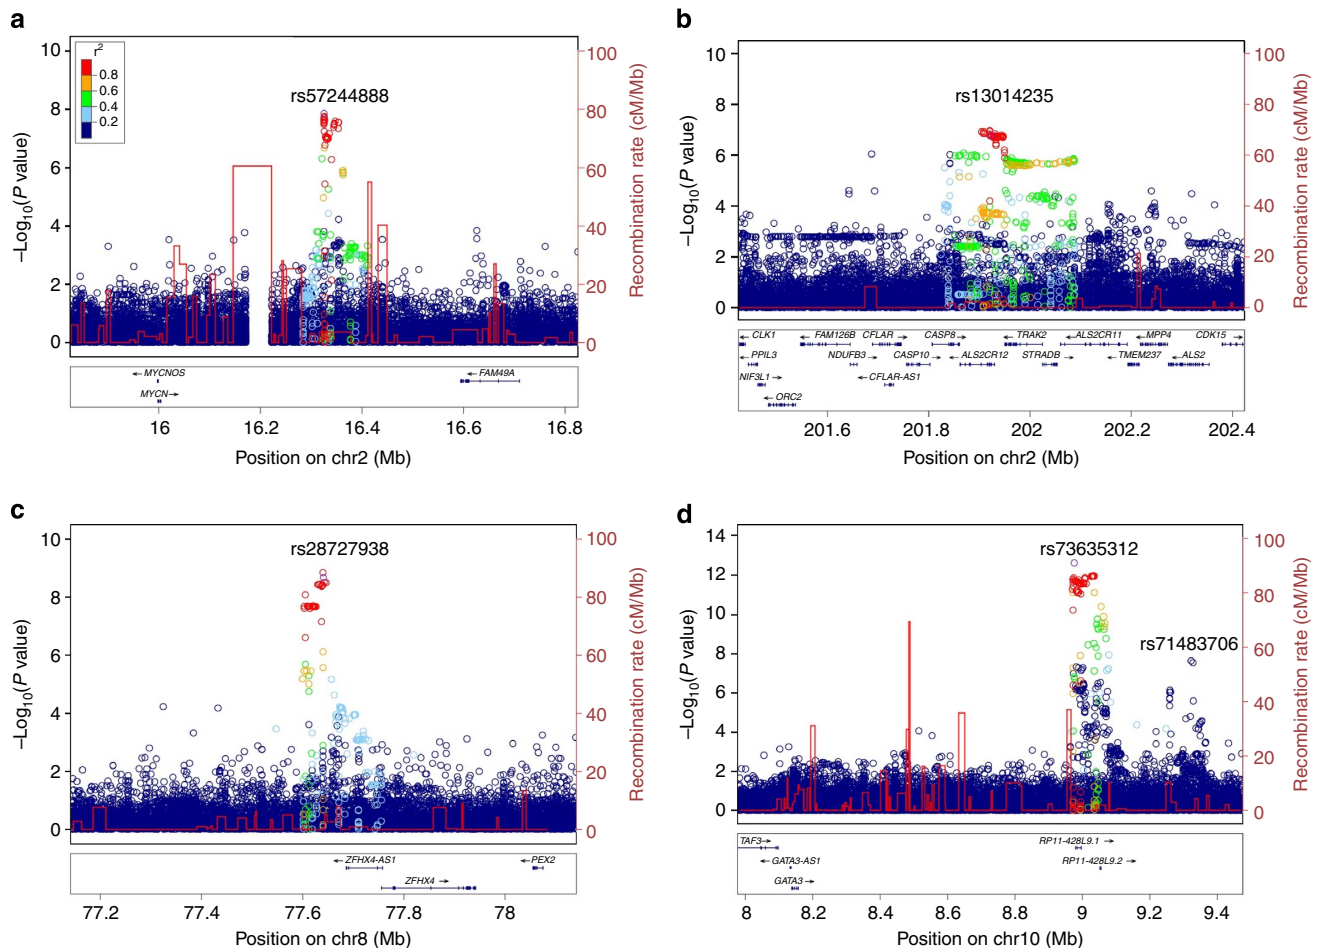 a
r2
0.8
0.6
0.4
0.2
rs57244888
10
8
6
4
2
0
–Log10(P value)
100
80
60
40
20
0
Recombination rate (cM/Mb)
MYCNOS
FAM49A
MYCN
16
16.2
16.4
16.6
16.8
Position on chr2 (Mb)
b
rs13014235
10
8
6
4
2
0
–Log10(P value)
100
80
60
40
20
0
Recombination rate (cM/Mb)
CLK1 FAM126B CFLAR CASP8 TRAK2 ALS2CR11 MPP4 CDK15
PPIL3 NDUFB3 CASP10 ALS2CR12 STRADB TMEM237 ALS2
NIF3L1 CFLAR-AS1
ORC2
201.6
201.8
202
202.2
202.4
Position on chr2 (Mb)
c
rs28727938
10
8
6
4
2
0
–Log10(P value)
100
80
60
40
20
0
Recombination rate (cM/Mb)
ZFHX4-AS1 PEX2
ZFHX4
77.2
77.4
77.6
77.8
78
Position on chr8 (Mb)
d
rs73635312
rs71483706
14
12
10
8
6
4
2
0
–Log10(P value)
100
80
60
40
20
0
Recombination rate (cM/Mb)
TAF3 RP11-428L9.1
GATA3-AS1 RP11-428L9.2
GATA3
8
8.2
8.4
8.6
8.8
9
9.2
9.4
Position on chr10 (Mb)